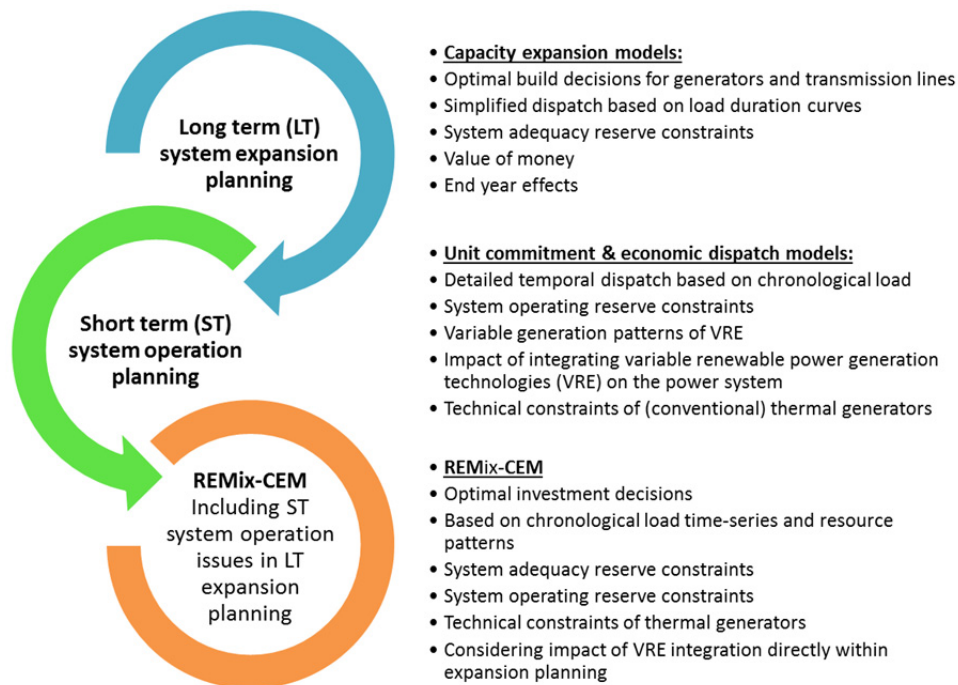 Long term (LT)
system expansion
planning
• Capacity expansion models:
• Optimal build decisions for generators and transmission lines
• Simplified dispatch based on load duration curves
• System adequacy reserve constraints
• Value of money
• End year effects
Short term (ST)
system operation
planning
• Unit commitment & economic dispatch models:
• Detailed temporal dispatch based on chronological load
• System operating reserve constraints
• Variable generation patterns of VRE
• Impact of integrating variable renewable power generation
technologies (VRE) on the power system
• Technical constraints of (conventional) thermal generators
REMix-CEM
Including ST
system operation
issues in LT
expansion
planning
• REMix-CEM
• Optimal investment decisions
• Based on chronological load time-series and resource
patterns
• System adequacy reserve constraints
• System operating reserve constraints
• Technical constraints of thermal generators
• Considering impact of VRE integration directly within
expansion planning